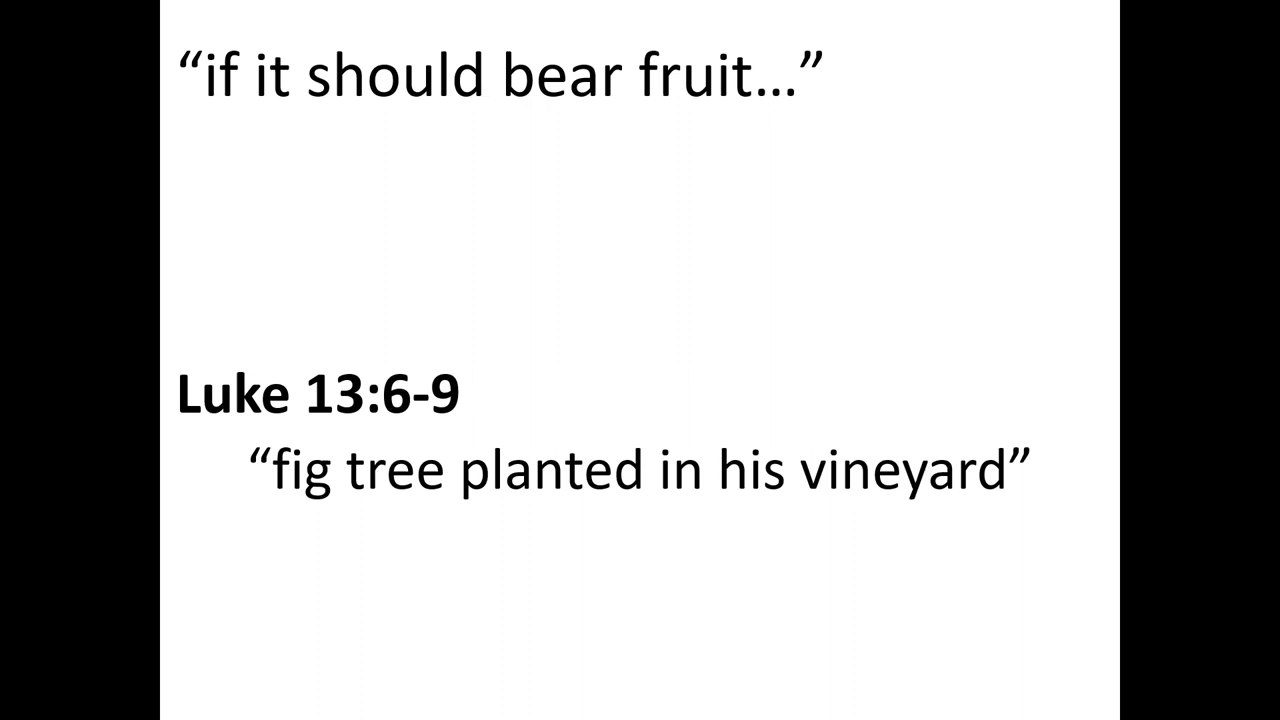 “if it should bear fruit…”
Luke 13:6-9
“fig tree planted in his vineyard”